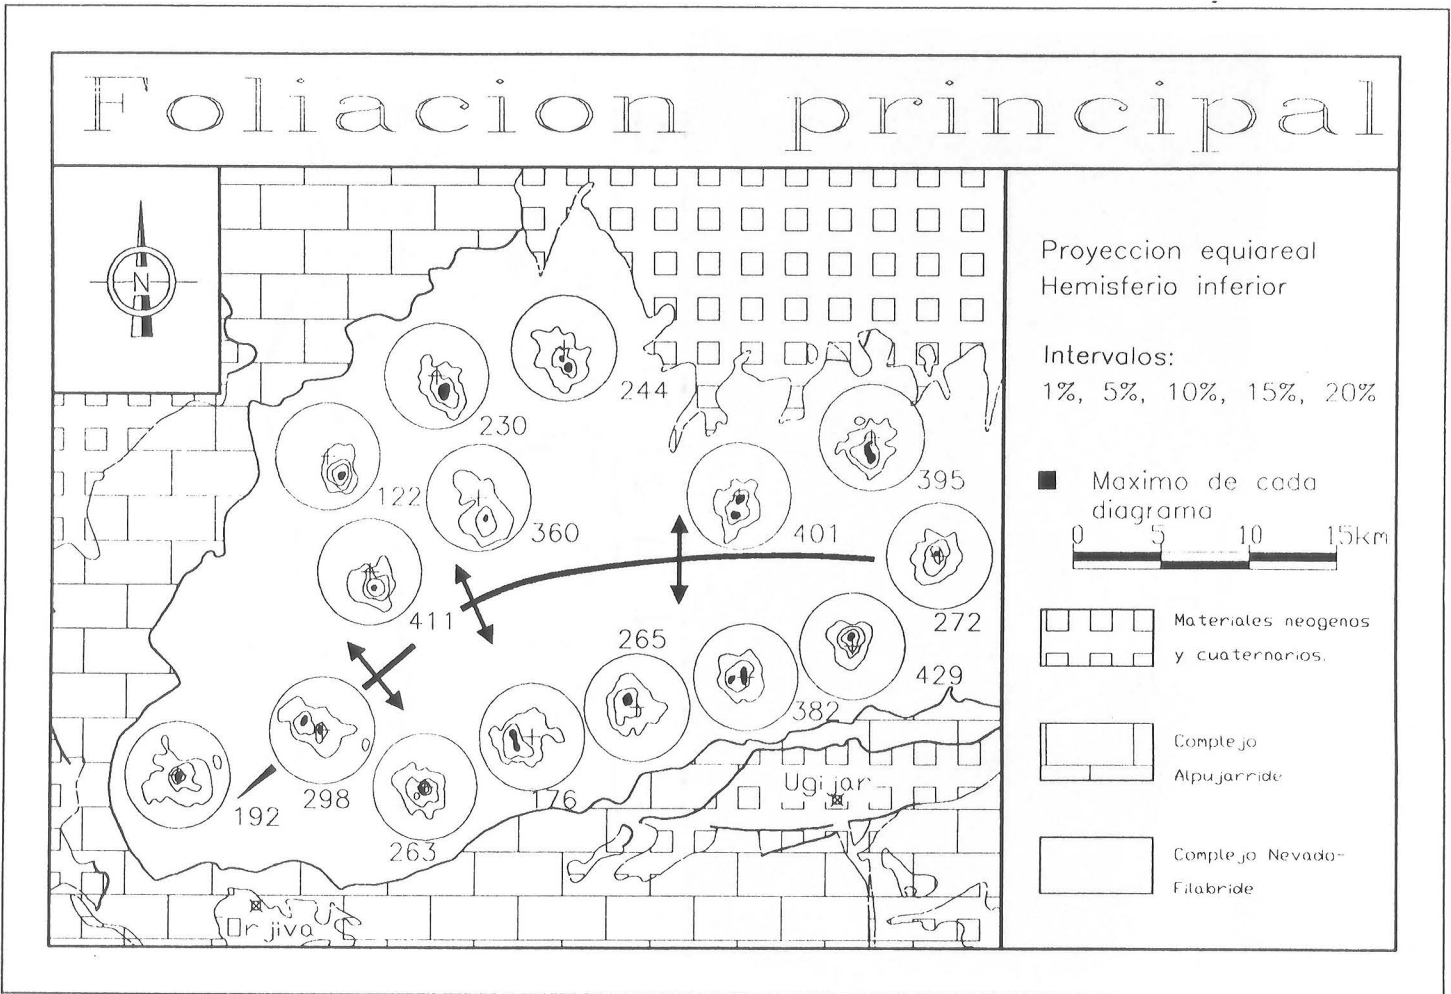 Foliacion principal
N
Proyeccion equiareal
Hemisferio inferior
Intervalos:
1%, 5%, 10%, 15%, 20%
Maximo de cada
diagrama
0 5 10 15km
Materiales neogenos
y cuaternarios.
Complejo
Alpujarride
Complejo Nevado-
Filabride
244
230
395
122
360
401
411
272
265
429
382
Ugijar
192
298
176
263
Orjiva